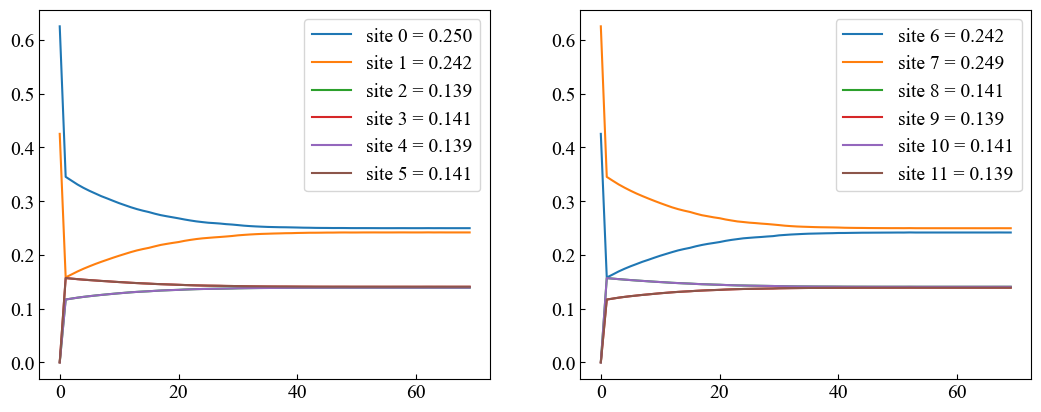 0.6
0.5
0.4
0.3
0.2
0.1
0.0
0
20
40
60
site 0 = 0.250
site 1 = 0.242
site 2 = 0.139
site 3 = 0.141
site 4 = 0.139
site 5 = 0.141
0.6
0.5
0.4
0.3
0.2
0.1
0.0
0
20
40
60
site 6 = 0.242
site 7 = 0.249
site 8 = 0.141
site 9 = 0.139
site 10 = 0.141
site 11 = 0.139